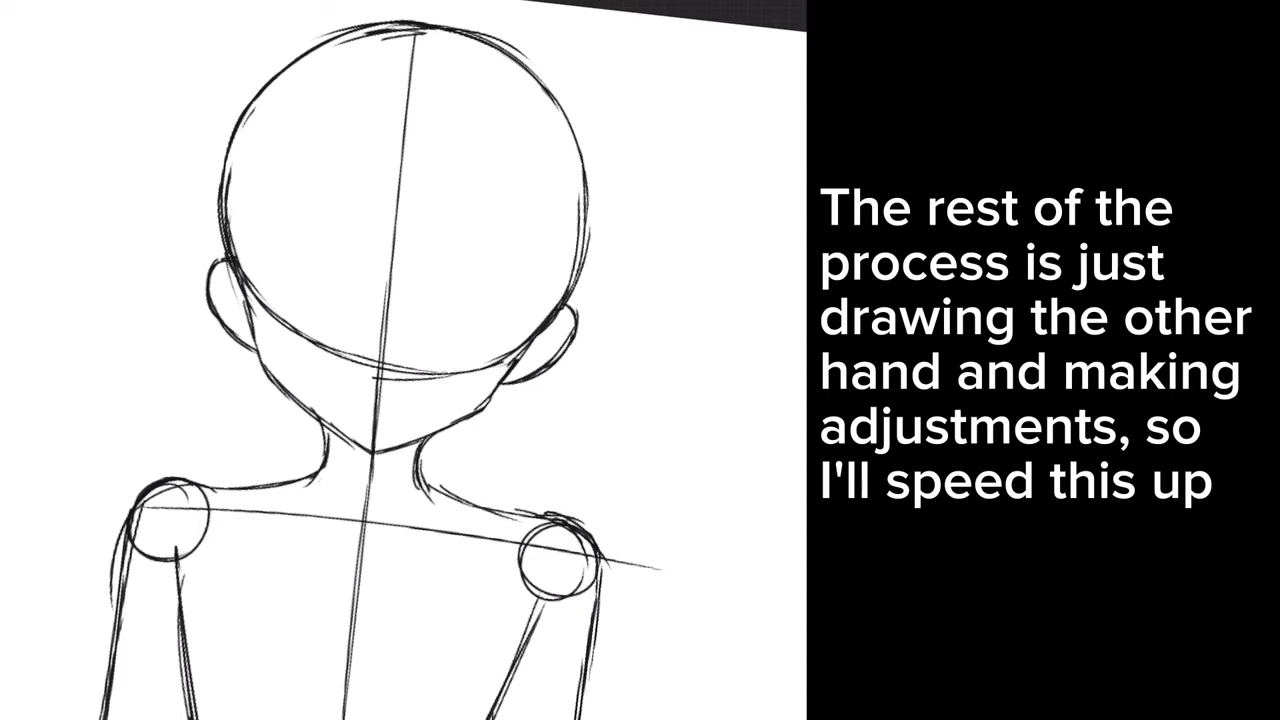 The rest of the
process is just
drawing the other
hand and making
adjustments, so
I'll speed this up